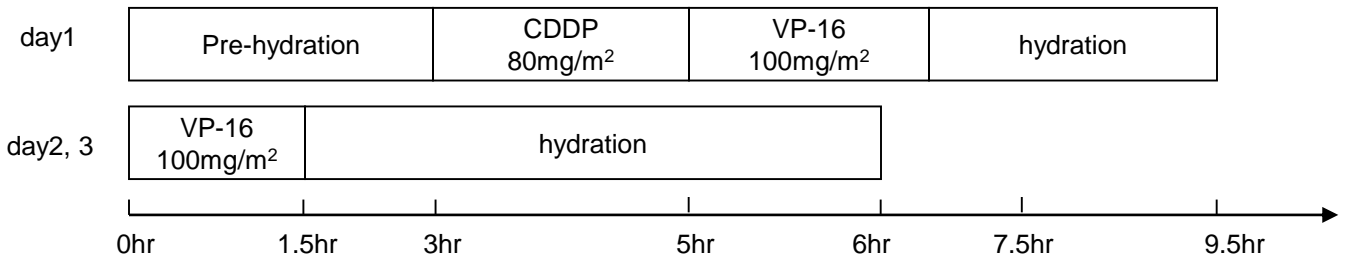 day1
Pre-hydration
CDDP
80mg/m²
VP-16
100mg/m²
hydration
day2, 3
VP-16
100mg/m²
hydration
0hr 1.5hr 3hr 5hr 6hr 7.5hr 9.5hr